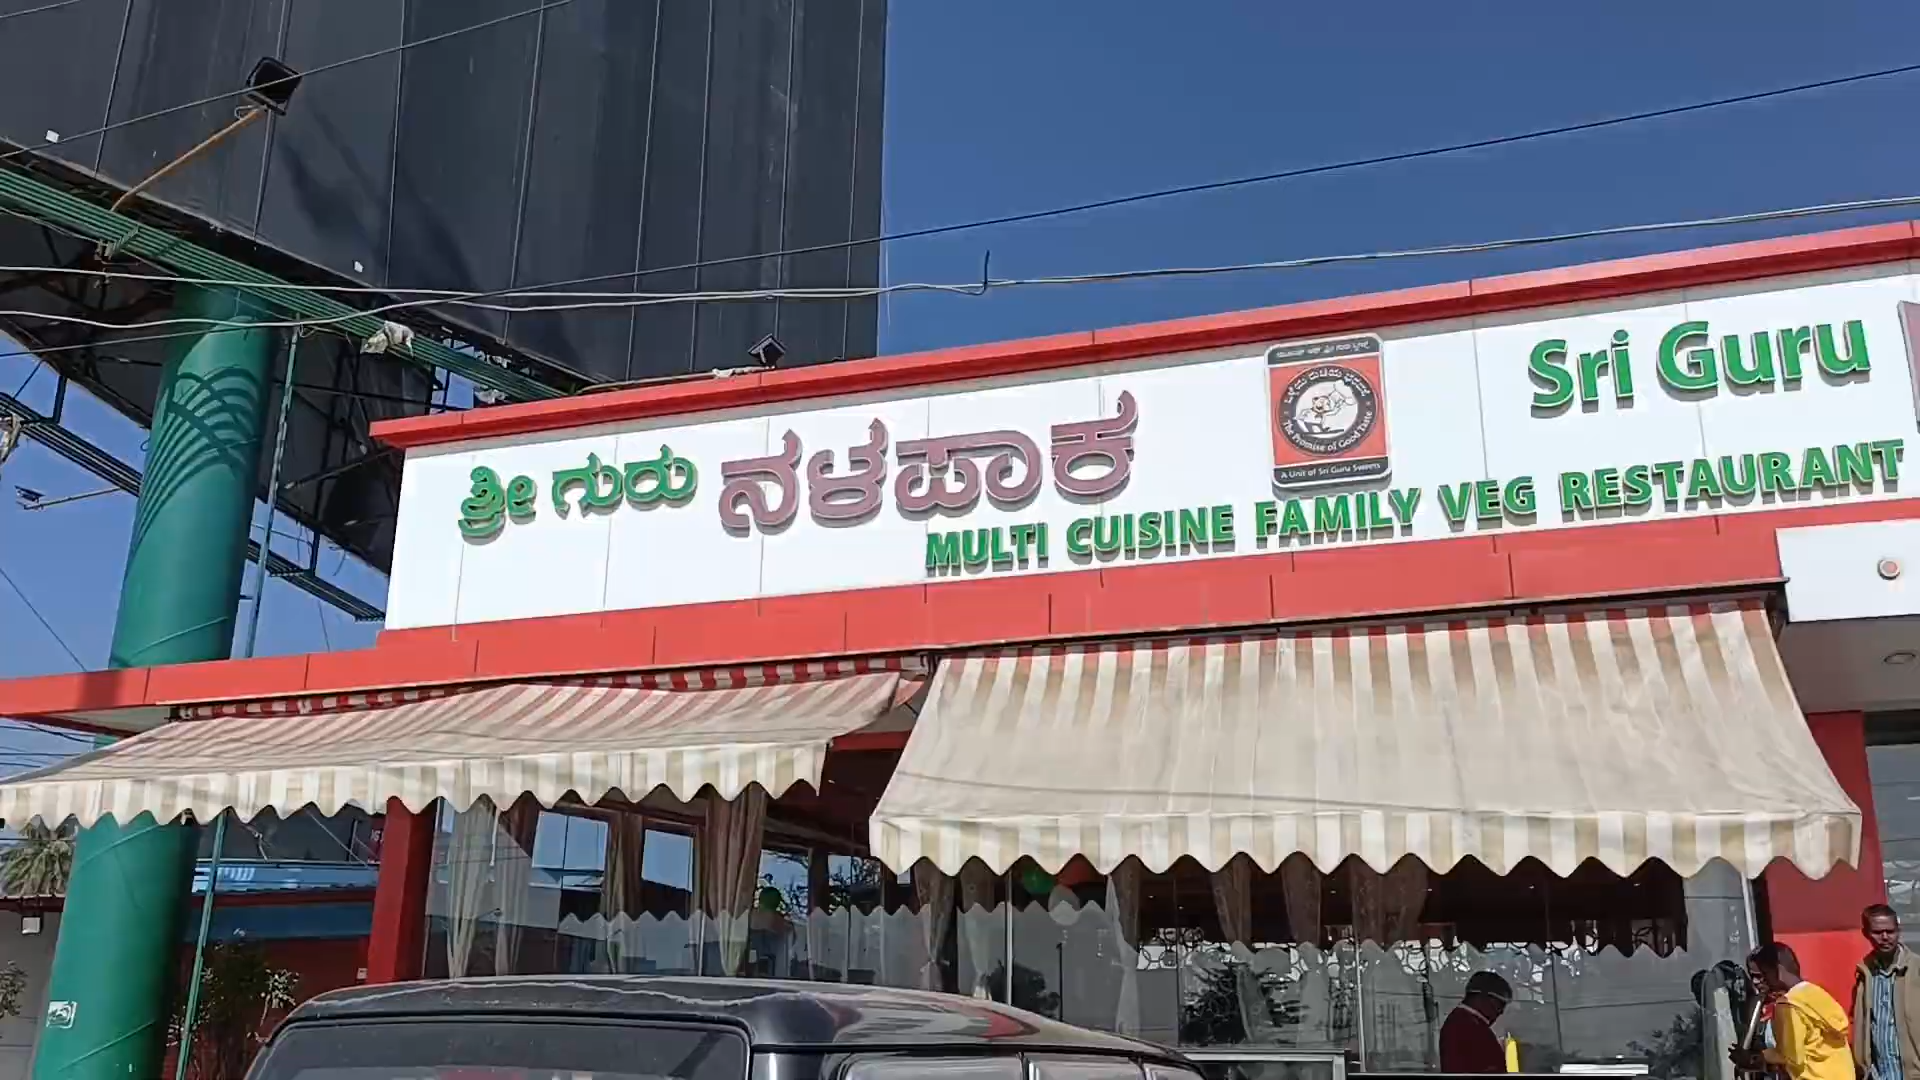 ಶ್ರೀ ಗುರು ನಳಪಾಕ
Sri Guru
MULTI CUISINE FAMILY VEG RESTAURANT
The Promise of Good Taste
A Unit of Sri Guru Sweets